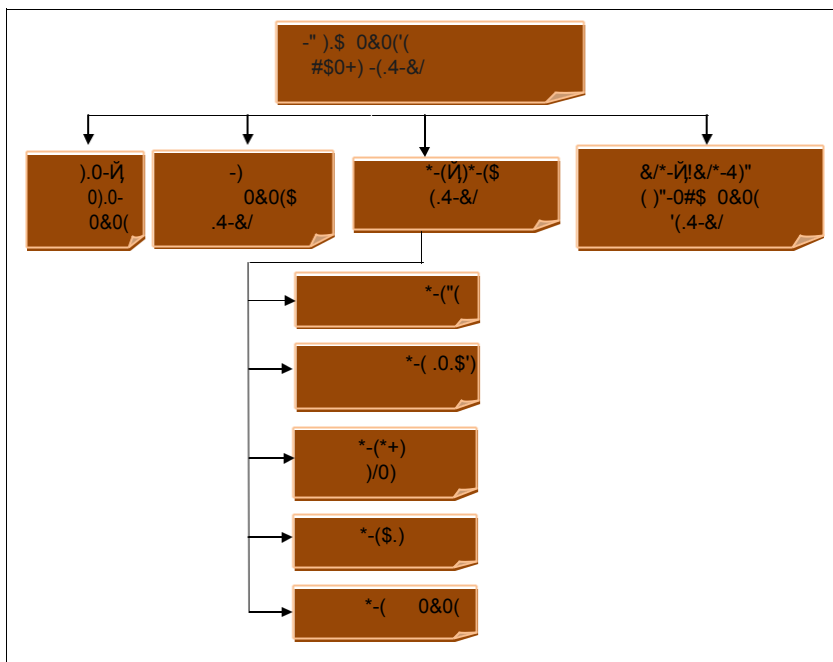 -" ).$ 0&0('(
#$0+) -(.4-&/
).0-Й,
0).0-
0&0(
-)
0&0($
.4-&/
*-(Й,)*-($
(.4-&/
&/*-Й,!&/*-4)"
( )"-0#$ 0&0(
'(.4-&/
*-("(
*-( .0.$')
*-(*+)
)/0)
*-($.)
*-( 0&0(